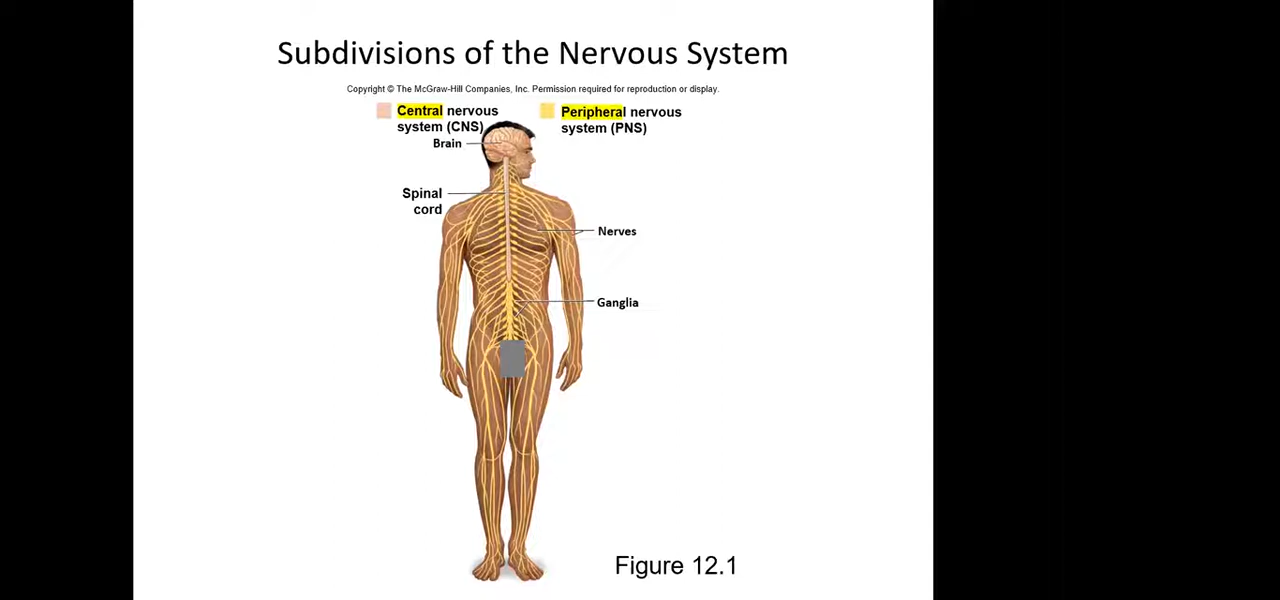 Subdivisions of the Nervous System
Copyright © The McGraw-Hill Companies, Inc. Permission required for reproduction or display.
Central nervous
system (CNS)
Peripheral nervous
system (PNS)
Brain
Spinal
cord
Nerves
Ganglia
Figure 12.1